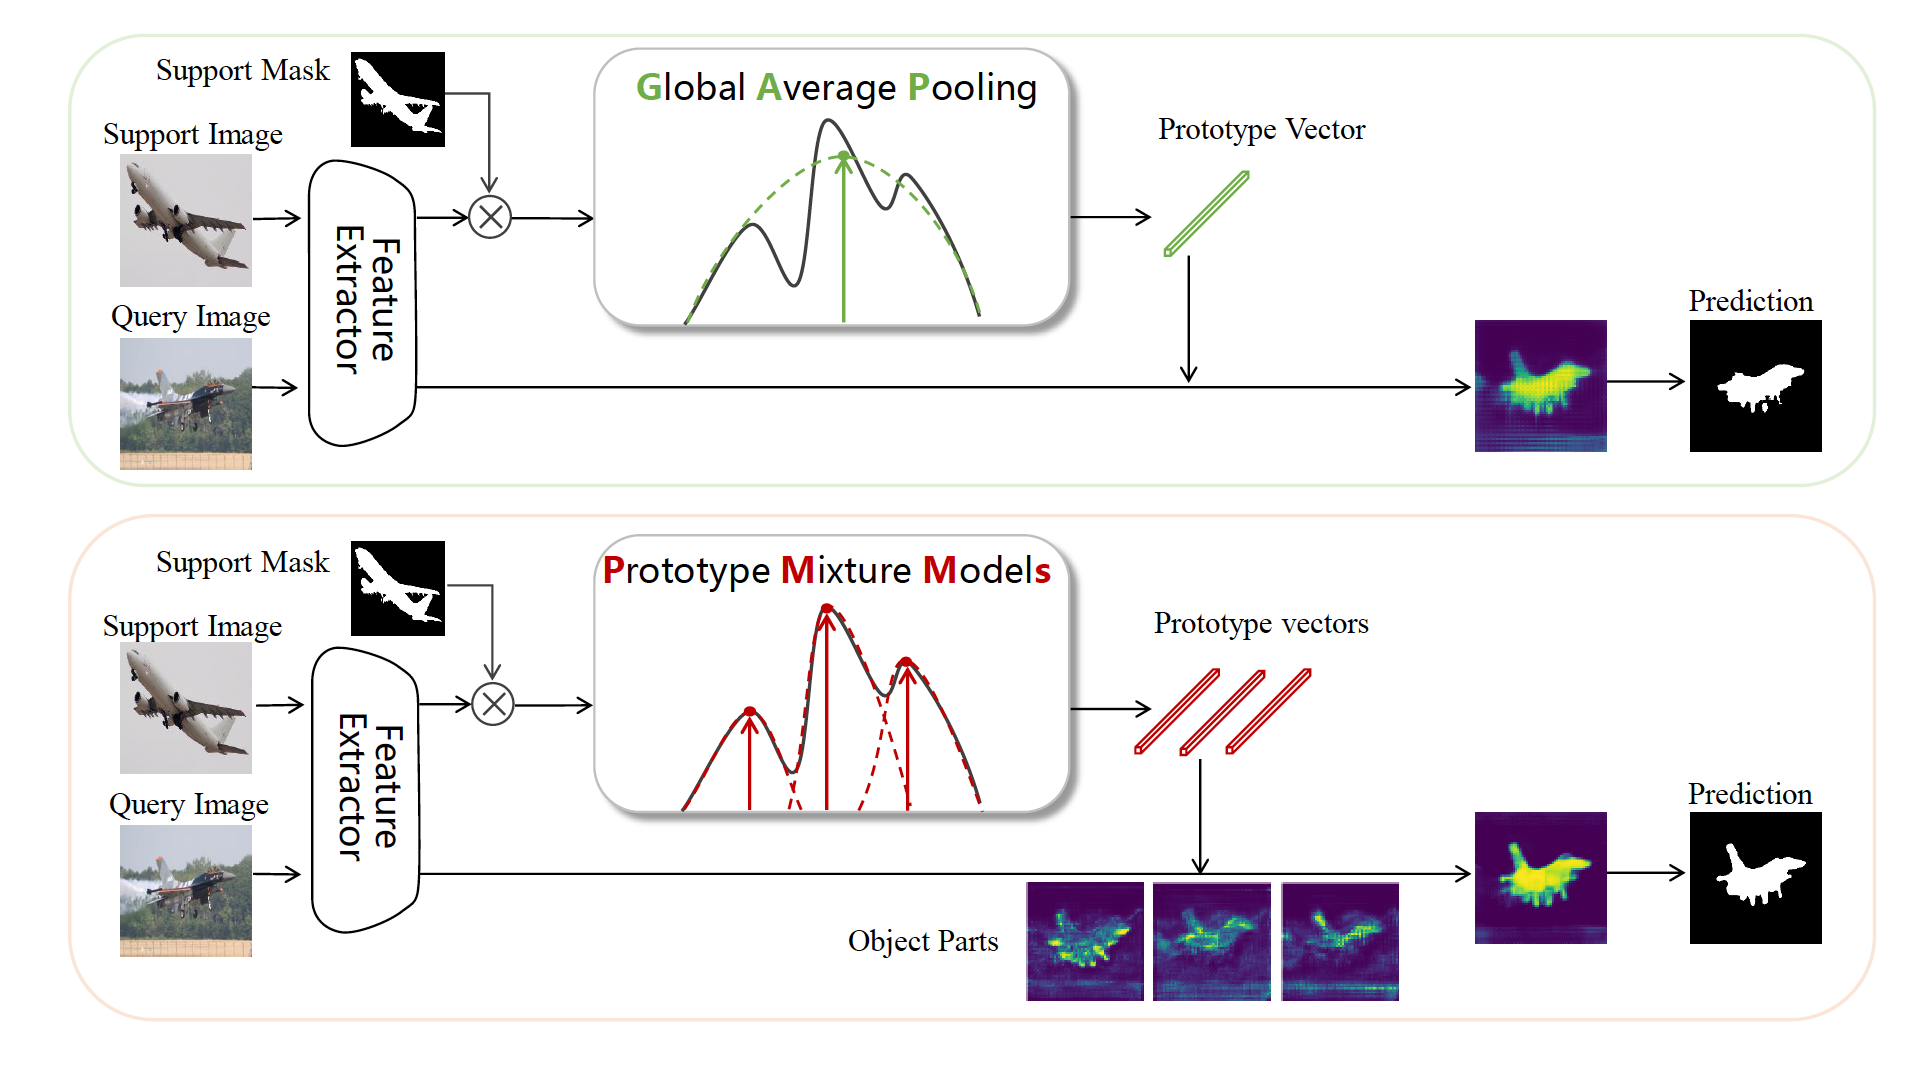 Support Mask
Support Image
Query Image
Feature
Extractor
Global Average Pooling
Prototype Vector
Prediction
Support Mask
Support Image
Query Image
Feature
Extractor
Prototype Mixture Models
Prototype vectors
Object Parts
Prediction